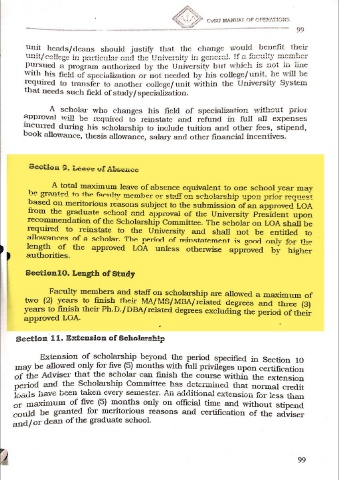 CVSU MANUAL OF OPERATIONS
99
unit heads/deans should justify that the change would benefit their
unit/college in particular and the University in general. If a faculty member
pursued a program authorized by the University but which is not in line
with his field of specialization or not needed by his college/unit, he will be
required to transfer to another college/unit within the University System
that needs such field of study/specialization.
A scholar who changes his field of specialization without prior
approval will be required to reinstate and refund in full all expenses
incurred during his scholarship to include tuition and other fees, stipend,
book allowance, thesis allowance, salary and other financial incentives.
Section 9. Leave of Absence
A total maximum leave of absence equivalent to one school year may
be granted to the faculty member or staff on scholarship upon prior request
based on meritorious reasons subject to the submission of an approved LOA
from the graduate school and approval of the University President upon
recommendation of the Scholarship Committee. The scholar on LOA shall be
required to reinstate to the University and shall not be entitled to
allowances of a scholar. The period of reinstatement is good only for the
length of the approved LOA unless otherwise approved by higher
authorities.
Section10. Length of Study
Faculty members and staff on scholarship are allowed a maximum of
two (2) years to finish their MA/MS/MBA/related degrees and three (3)
years to finish their Ph.D./DBA/related degrees excluding the period of their
approved LOA.
Section 11. Extension of Scholarship
Extension of scholarship beyond the period specified in Section 10
may be allowed only for five (5) months with full privileges upon certification
of the Adviser that the scholar can finish the course within the extension
period and the Scholarship Committee has determined that normal credit
loads have been taken every semester. An additional extension for less than
or maximum of five (5) months only on official time and without stipend
could be granted for meritorious reasons and certification of the adviser
and/or dean of the graduate school.
99